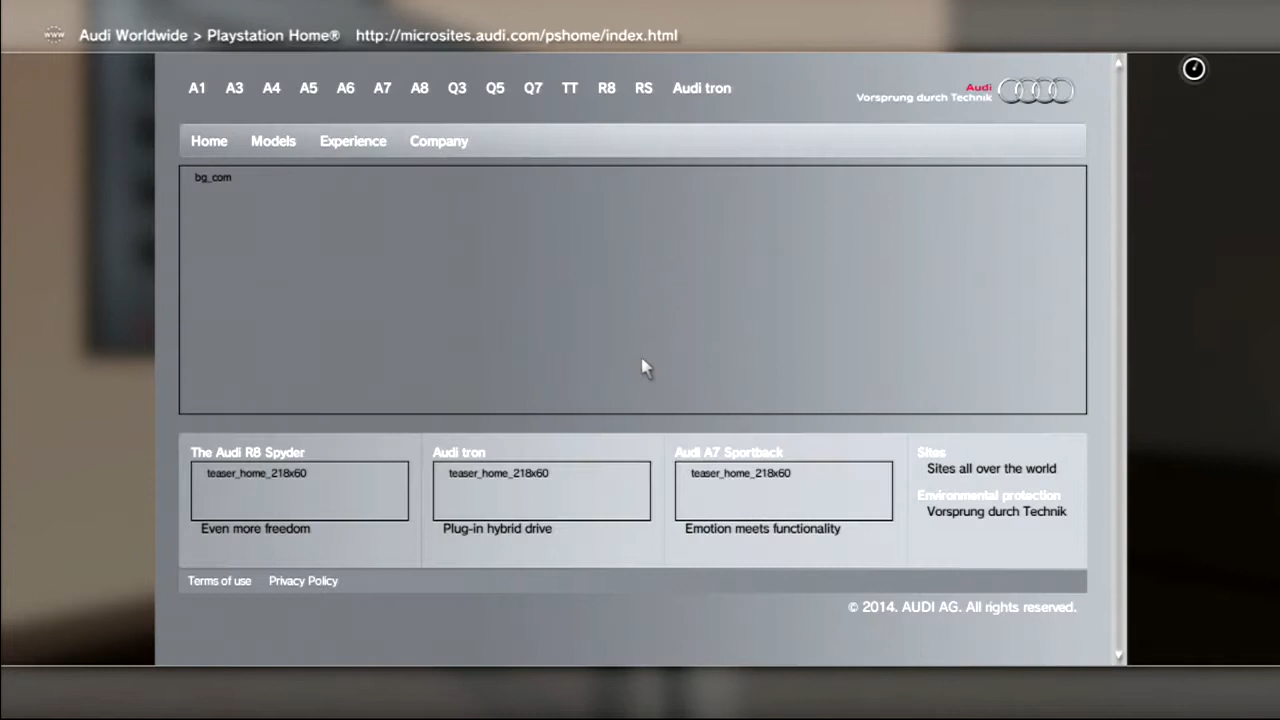 www Audi Worldwide > Playstation Home® http://microsites.audi.com/pshome/index.html
A1 A3 A4 A5 A6 A7 A8 Q3 Q5 Q7 TT R8 RS Audi tron
Audi
Vorsprung durch Technik
Home Models Experience Company
bg_com
The Audi R8 Spyder
teaser_home_218x60
Even more freedom
Audi tron
teaser_home_218x60
Plug-in hybrid drive
Audi A7 Sportback
teaser_home_218x60
Emotion meets functionality
Sites
Sites all over the world
Environmental protection
Vorsprung durch Technik
Terms of use Privacy Policy
© 2014. AUDI AG. All rights reserved.